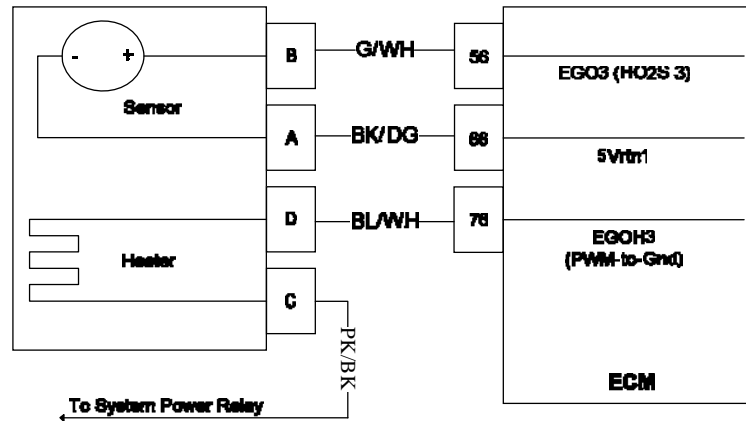 - +
Sensor
B
G/WH
56
EGO3 (HO2S 3)
A
BK/DG
66
5Vrtn1
D
BL/WH
76
EGOH3
(PWM-to-Gnd)
Heater
C
PK/BK
To System Power Relay
ECM